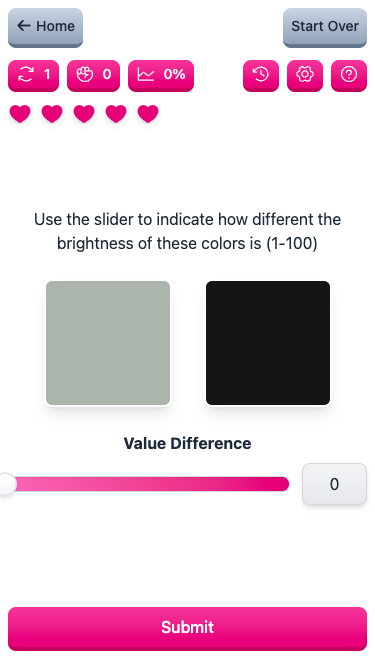 Home
Start Over
1
0
0%
Use the slider to indicate how different the
brightness of these colors is (1-100)
Value Difference
0
Submit